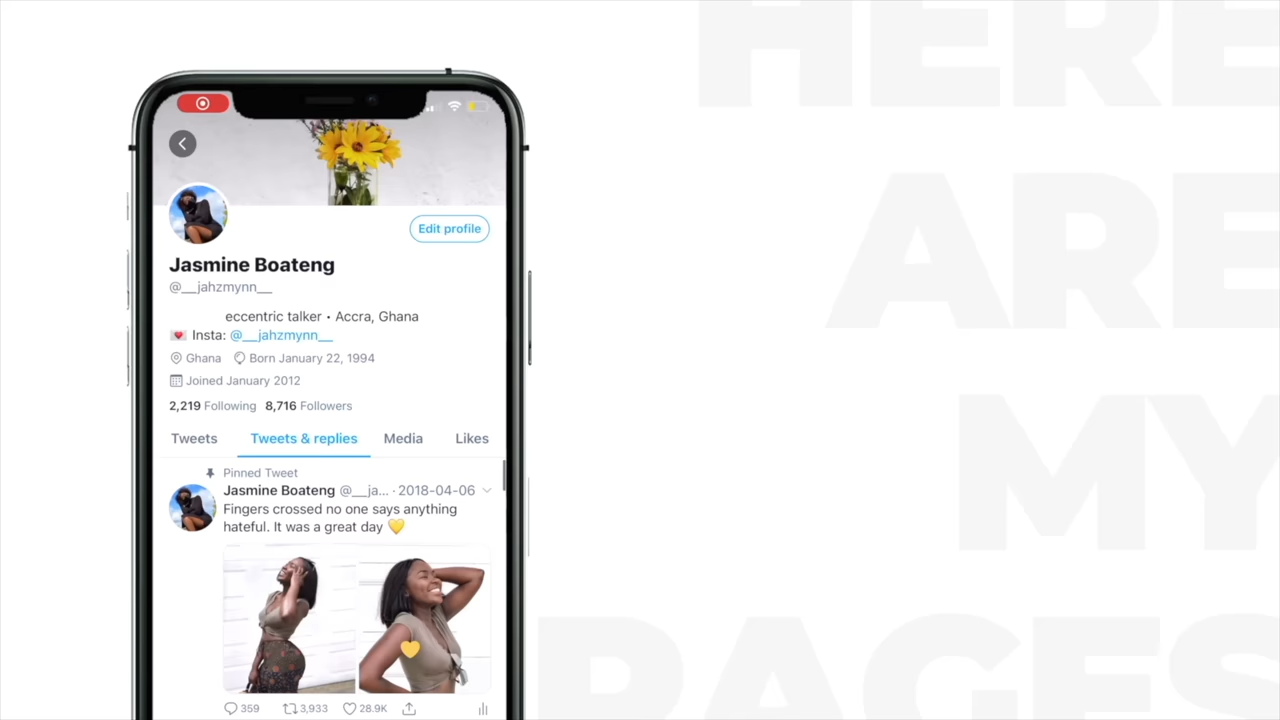 HERE
ARE
MY
PAGES
Edit profile
Jasmine Boateng
@__jahzmynn__
eccentric talker • Accra, Ghana
💌 Insta: @__jahzmynn__
Ghana Born January 22, 1994
Joined January 2012
2,219 Following 8,716 Followers
Tweets Tweets & replies Media Likes
Pinned Tweet
Jasmine Boateng @__ja... · 2018-04-06
Fingers crossed no one says anything
hateful. It was a great day 💛
359 3,933 28.9K